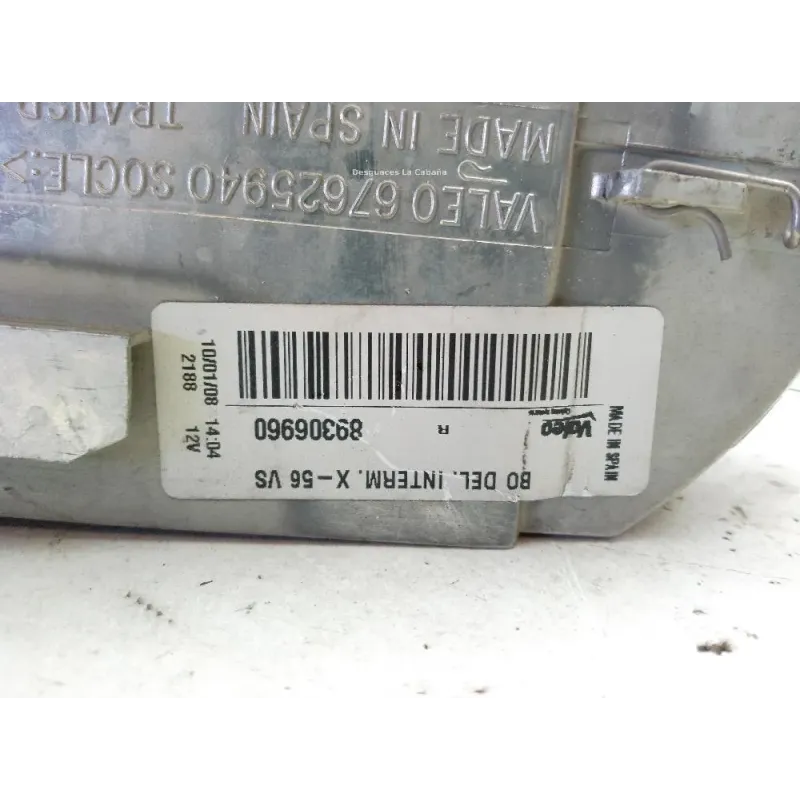 TRANSP
MADE IN SPAIN
VALEO 67625940 SOCLE:>
Desguaces La Cabaña
BO DEL. INTERM. X-56 VS
Valeo
R
89306960
10/01/08 14:04
2188 12V
MADE IN SPAIN